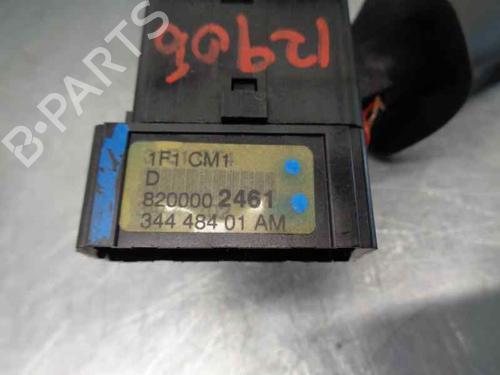 12906
1F1 CM1
D
820000 2461
344 484 01 AM
B-PARTS